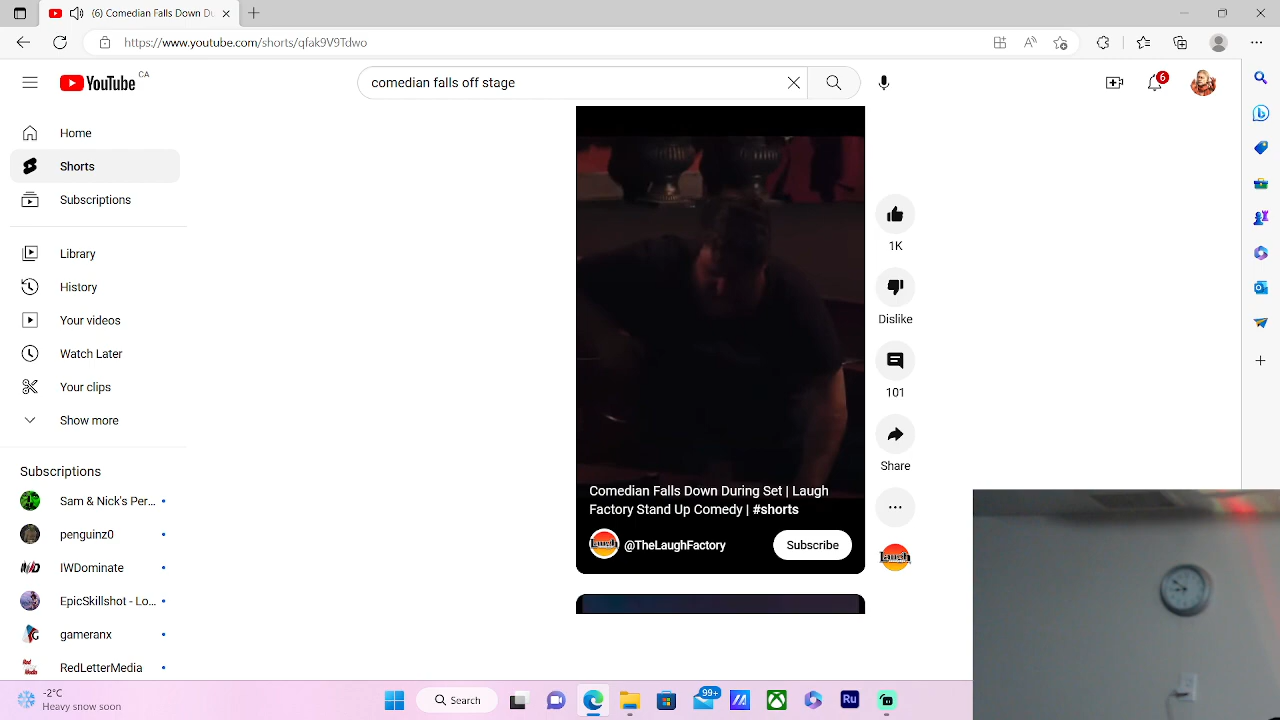 (6) Comedian Falls Down Du
https://www.youtube.com/shorts/qfak9V9Tdwo
YouTube CA
comedian falls off stage
6
Home
Shorts
Subscriptions
Library
History
Your videos
Watch Later
Your clips
Show more
Subscriptions
Sam & Nick's Per...
penguinz0
IWDominate
EpicSkillshot - Lo...
gameranx
RedLetterMedia
1K
Dislike
101
Share
Comedian Falls Down During Set | Laugh
Factory Stand Up Comedy | #shorts
@TheLaughFactory
Subscribe
-2°C
Heavy snow soon
Search
99+
Ru